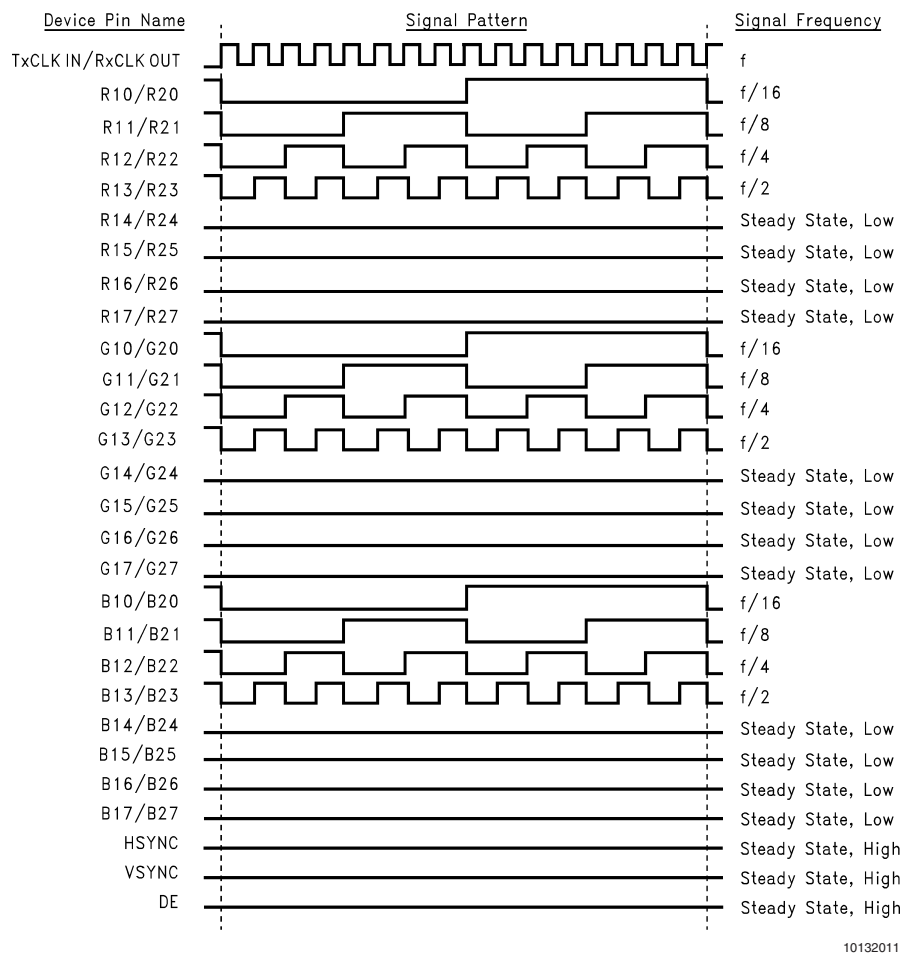 Device Pin Name Signal Pattern Signal Frequency
TxCLK IN/RxCLK OUT f
R10/R20 f/16
R11/R21 f/8
R12/R22 f/4
R13/R23 f/2
R14/R24 Steady State, Low
R15/R25 Steady State, Low
R16/R26 Steady State, Low
R17/R27 Steady State, Low
G10/G20 f/16
G11/G21 f/8
G12/G22 f/4
G13/G23 f/2
G14/G24 Steady State, Low
G15/G25 Steady State, Low
G16/G26 Steady State, Low
G17/G27 Steady State, Low
B10/B20 f/16
B11/B21 f/8
B12/B22 f/4
B13/B23 f/2
B14/B24 Steady State, Low
B15/B25 Steady State, Low
B16/B26 Steady State, Low
B17/B27 Steady State, Low
HSYNC Steady State, High
VSYNC Steady State, High
DE Steady State, High
10132011